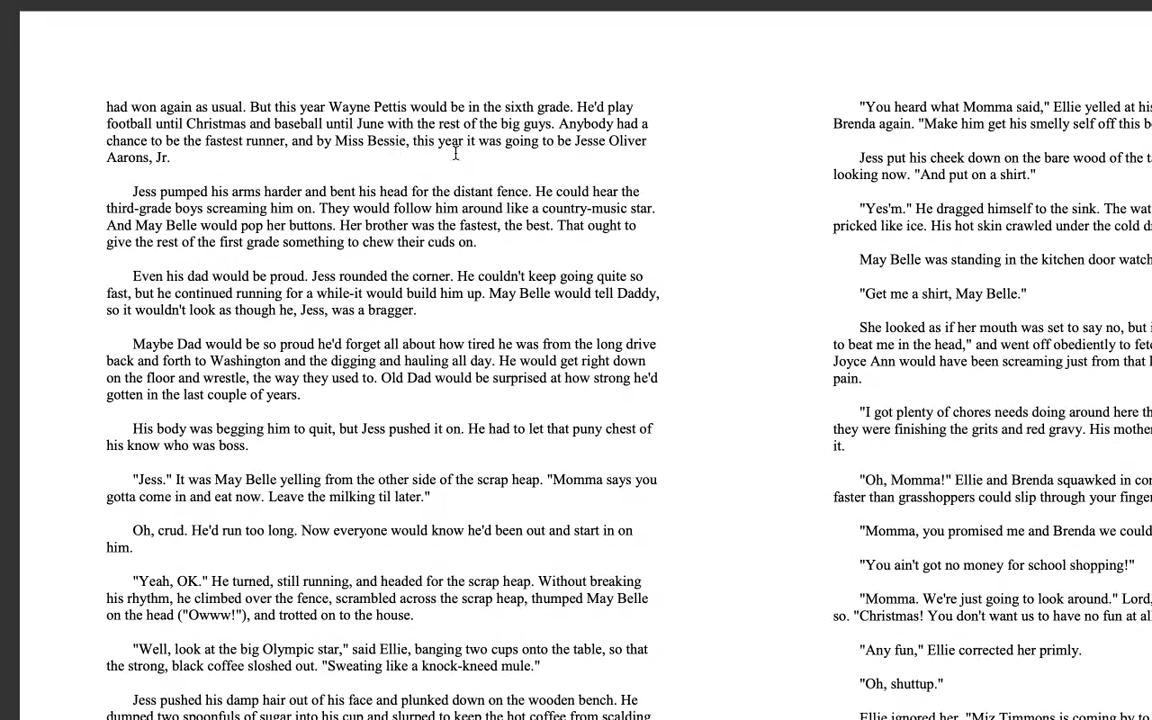 had won again as usual. But this year Wayne Pettis would be in the sixth grade. He'd play
football until Christmas and baseball until June with the rest of the big guys. Anybody had a
chance to be the fastest runner, and by Miss Bessie, this year it was going to be Jesse Oliver
Aarons, Jr.
Jess pumped his arms harder and bent his head for the distant fence. He could hear the
third-grade boys screaming him on. They would follow him around like a country-music star.
And May Belle would pop her buttons. Her brother was the fastest, the best. That ought to
give the rest of the first grade something to chew their cuds on.
Even his dad would be proud. Jess rounded the corner. He couldn't keep going quite so
fast, but he continued running for a while-it would build him up. May Belle would tell Daddy,
so it wouldn't look as though he, Jess, was a bragger.
Maybe Dad would be so proud he'd forget all about how tired he was from the long drive
back and forth to Washington and the digging and hauling all day. He would get right down
on the floor and wrestle, the way they used to. Old Dad would be surprised at how strong he'd
gotten in the last couple of years.
His body was begging him to quit, but Jess pushed it on. He had to let that puny chest of
his know who was boss.
"Jess." It was May Belle yelling from the other side of the scrap heap. "Momma says you
gotta come in and eat now. Leave the milking til later."
Oh, crud. He'd run too long. Now everyone would know he'd been out and start in on
him.
"Yeah, OK." He turned, still running, and headed for the scrap heap. Without breaking
his rhythm, he climbed over the fence, scrambled across the scrap heap, thumped May Belle
on the head ("Owww!"), and trotted on to the house.
"Well, look at the big Olympic star," said Ellie, banging two cups onto the table, so that
the strong, black coffee sloshed out. "Sweating like a knock-kneed mule."
Jess pushed his damp hair out of his face and plunked down on the wooden bench. He
dumped two spoonfuls of sugar into his cup and slurped to keep the hot coffee from scalding
"You heard what Momma said," Ellie yelled at
Brenda again. "Make him get his smelly self off this
Jess put his cheek down on the bare wood of the
looking now. "And put on a shirt."
"Yes'm." He dragged himself to the sink. The
pricked like ice. His hot skin crawled under the cold
May Belle was standing in the kitchen door
"Get me a shirt, May Belle."
She looked as if her mouth was set to say no, but
to beat me in the head," and went off obediently to
Joyce Ann would have been screaming just from that
pain.
"I got plenty of chores needs doing around here
they were finishing the grits and red gravy. His
it.
"Oh, Momma!" Ellie and Brenda squawked in
faster than grasshoppers could slip through your
"Momma, you promised me and Brenda we could
"You ain't got no money for school shopping!"
"Momma. We're just going to look around." Lord,
so. "Christmas! You don't want us to have no fun at
"Any fun," Ellie corrected her primly.
"Oh, shuttup."
Ellie ignored her. "Miz Timmons is coming by to